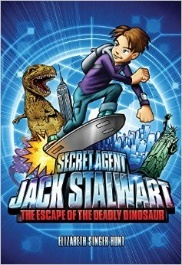 SECRET AGENT
JACK STALWART
THE ESCAPE OF THE DEADLY DINOSAUR
ELIZABETH SINGER HUNT